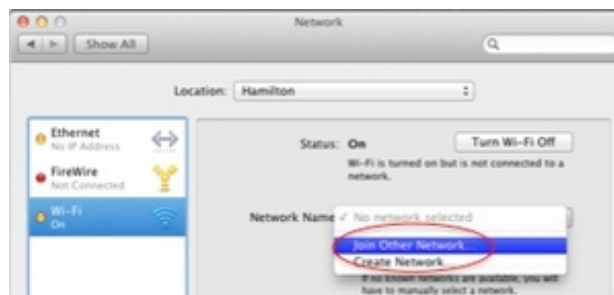 Network
Show All
Location: Hamilton
Ethernet
No IP Address
FireWire
Not Connected
Wi-Fi
On
Status: On
Turn Wi-Fi Off
Wi-Fi is turned on but is not connected to a
network.
Network Name ✓ No network selected
Join Other Network...
Create Network...
If no known networks are available, you will
have to manually select a network.